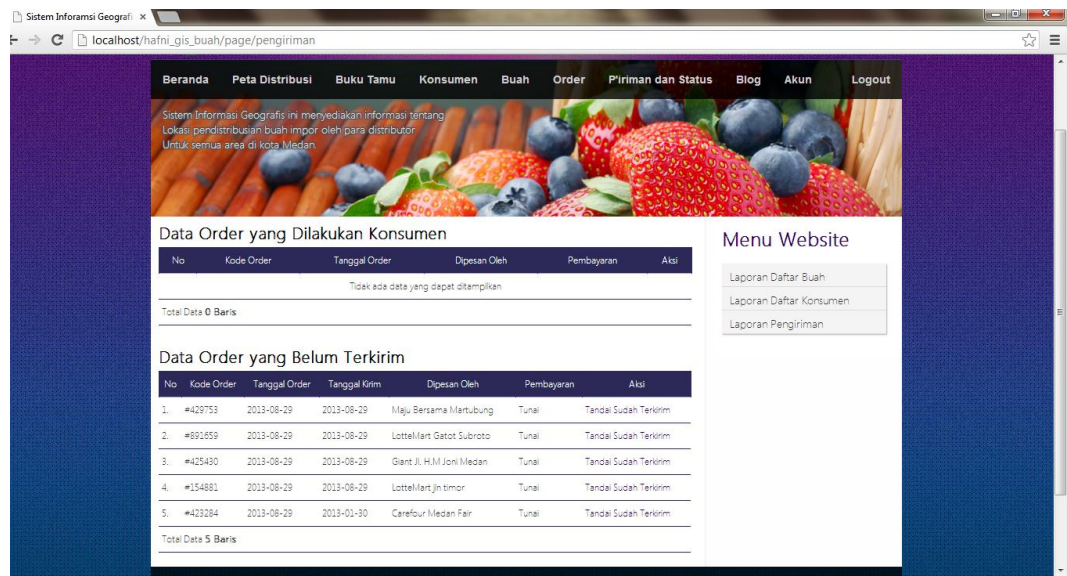 Sistem Inforamsi Geografi
localhost/hafni_gis_buah/page/pengiriman
Beranda Peta Distribusi Buku Tamu Konsumen Buah Order P'iriman dan Status Blog Akun Logout
Sistem Informasi Geografis ini menyediakan informasi tentang
Lokasi pendistribusian buah impor oleh para distributor
Untuk semua area di kota Medan.
Data Order yang Dilakukan Konsumen
No Kode Order Tanggal Order Dipesan Oleh Pembayaran Aksi
Tidak ada data yang dapat ditampilkan
Total Data 0 Baris
Data Order yang Belum Terkirim
No Kode Order Tanggal Order Tanggal Kirim Dipesan Oleh Pembayaran Aksi
1. #429753 2013-08-29 2013-08-29 Maju Bersama Martubung Tunai Tandai Sudah Terkirim
2. #891659 2013-08-29 2013-08-29 LotteMart Gatot Subroto Tunai Tandai Sudah Terkirim
3. #425430 2013-08-29 2013-08-29 Giant Jl. H.M Joni Medan Tunai Tandai Sudah Terkirim
4. #154881 2013-08-29 2013-08-29 LotteMart Jln timor Tunai Tandai Sudah Terkirim
5. #423284 2013-08-29 2013-01-30 Carefour Medan Fair Tunai Tandai Sudah Terkirim
Total Data 5 Baris
Menu Website
Laporan Daftar Buah
Laporan Daftar Konsumen
Laporan Pengiriman